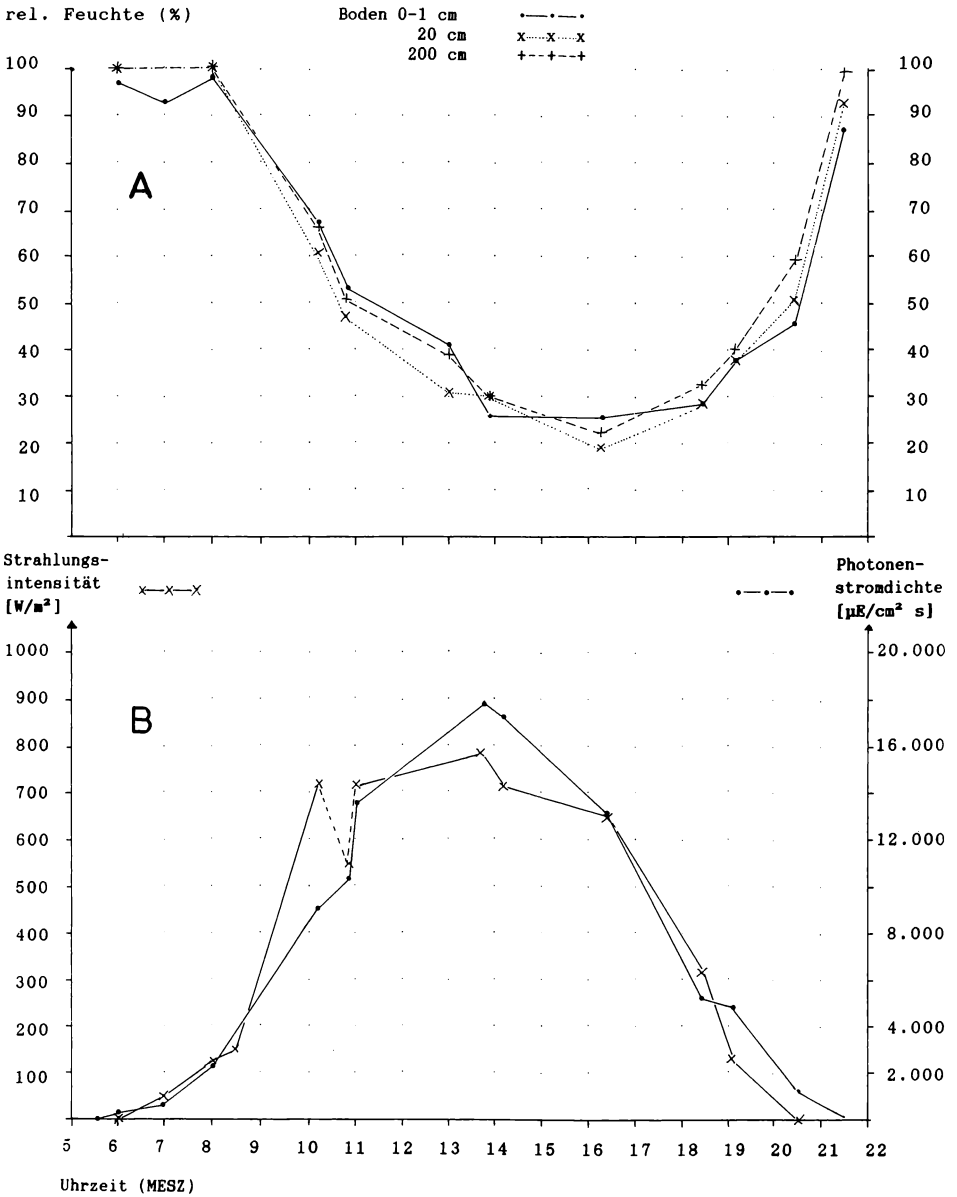 rel. Feuchte (%)
Boden 0-1 cm
20 cm
200 cm
100 100
90 90
80 80
A
70 70
60 60
50 50
40 40
30 30
20 20
10 10
Strahlungs-
intensität
[W/m²]
Photonen-
stromdichte
[µE/cm² s]
1000 20.000
900
B
800 16.000
700
600 12.000
500
400 8.000
300
200 4.000
100 2.000
5 6 7 8 9 10 11 12 13 14 15 16 17 18 19 20 21 22
Uhrzeit (MESZ)